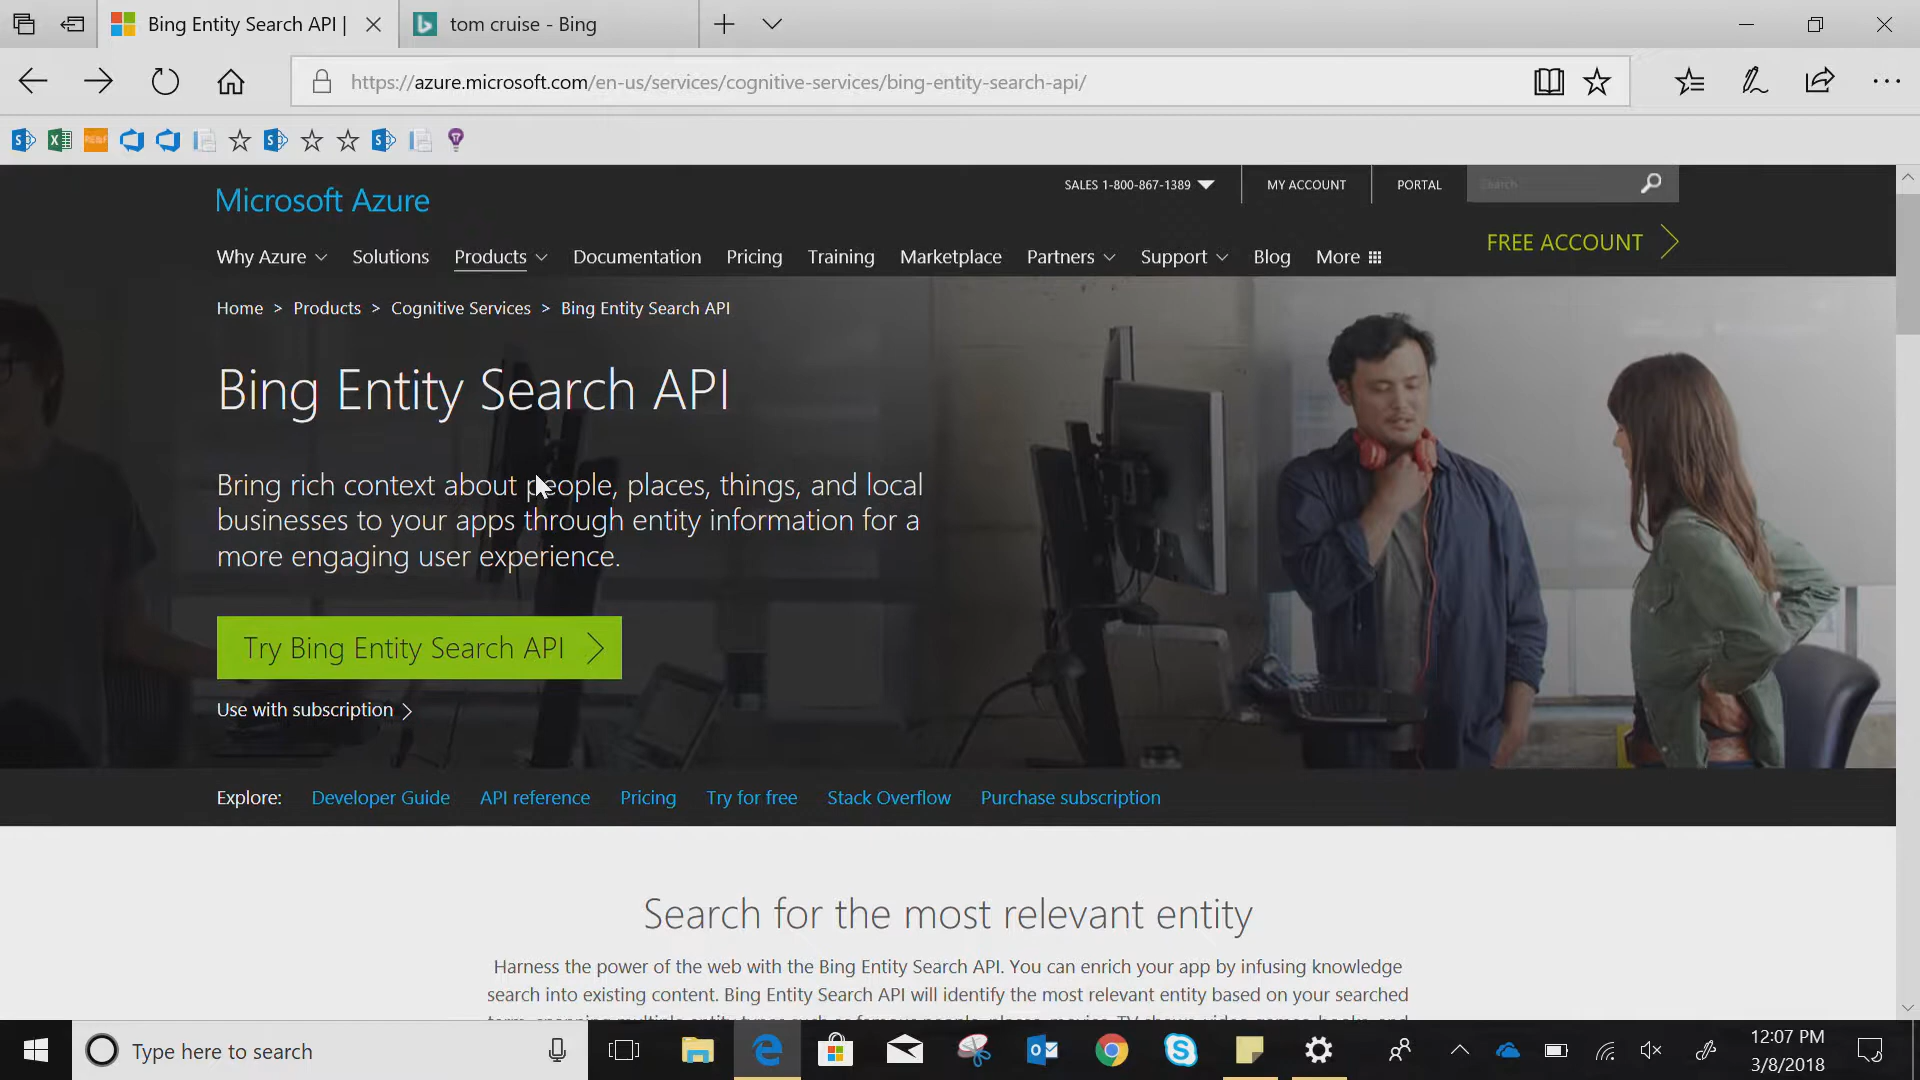 Bing Entity Search API |
tom cruise - Bing
https://azure.microsoft.com/en-us/services/cognitive-services/bing-entity-search-api/
Microsoft Azure
SALES 1-800-867-1389
MY ACCOUNT
PORTAL
Search
FREE ACCOUNT
Why Azure
Solutions
Products
Documentation
Pricing
Training
Marketplace
Partners
Support
Blog
More
Home > Products > Cognitive Services > Bing Entity Search API
Bing Entity Search API
Bring rich context about people, places, things, and local
businesses to your apps through entity information for a
more engaging user experience.
Try Bing Entity Search API
Use with subscription
Explore: Developer Guide API reference Pricing Try for free Stack Overflow Purchase subscription
Search for the most relevant entity
Harness the power of the web with the Bing Entity Search API. You can enrich your app by infusing knowledge
search into existing content. Bing Entity Search API will identify the most relevant entity based on your searched
Type here to search
12:07 PM
3/8/2018